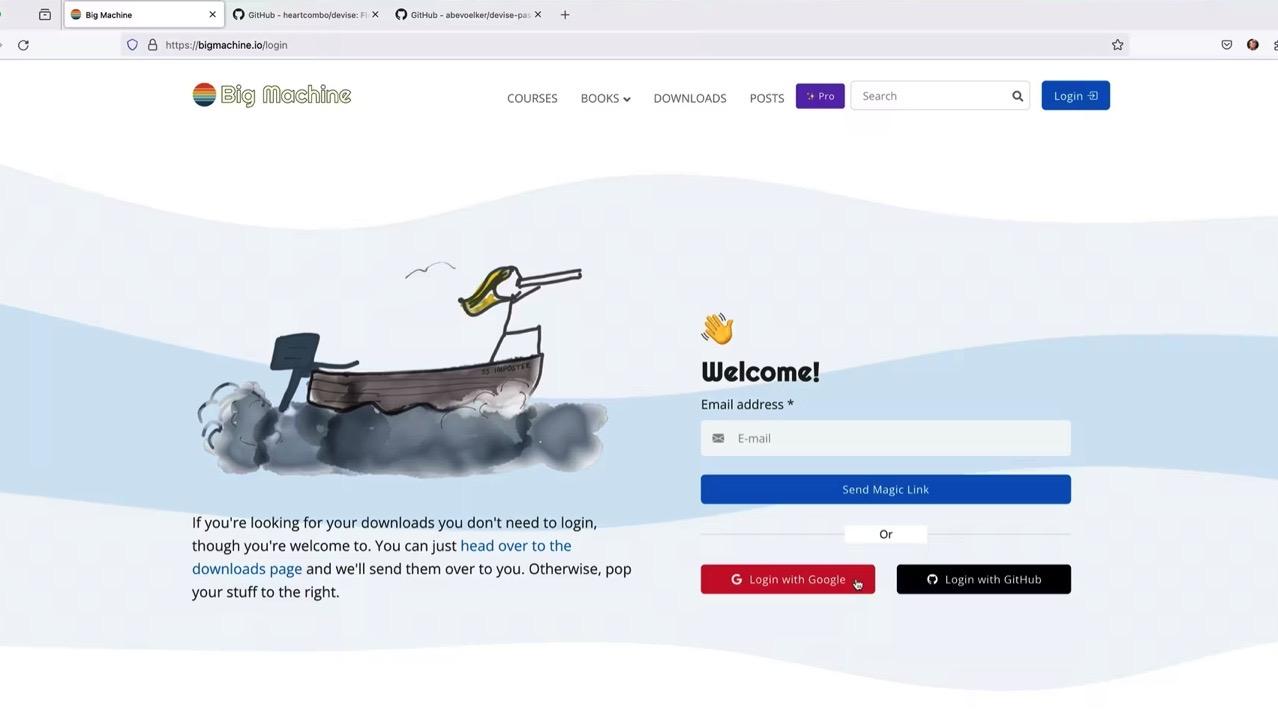 Big Machine
GitHub - heartcombo/devise: Fl
GitHub - abevoelker/devise-pas
https://bigmachine.io/login
Big Machine
COURSES
BOOKS
DOWNLOADS
POSTS
Pro
Search
Login
SS IMPOSTER
Welcome!
Email address *
E-mail
Send Magic Link
Or
Login with Google
Login with GitHub
If you're looking for your downloads you don't need to login,
though you're welcome to. You can just head over to the
downloads page and we'll send them over to you. Otherwise, pop
your stuff to the right.